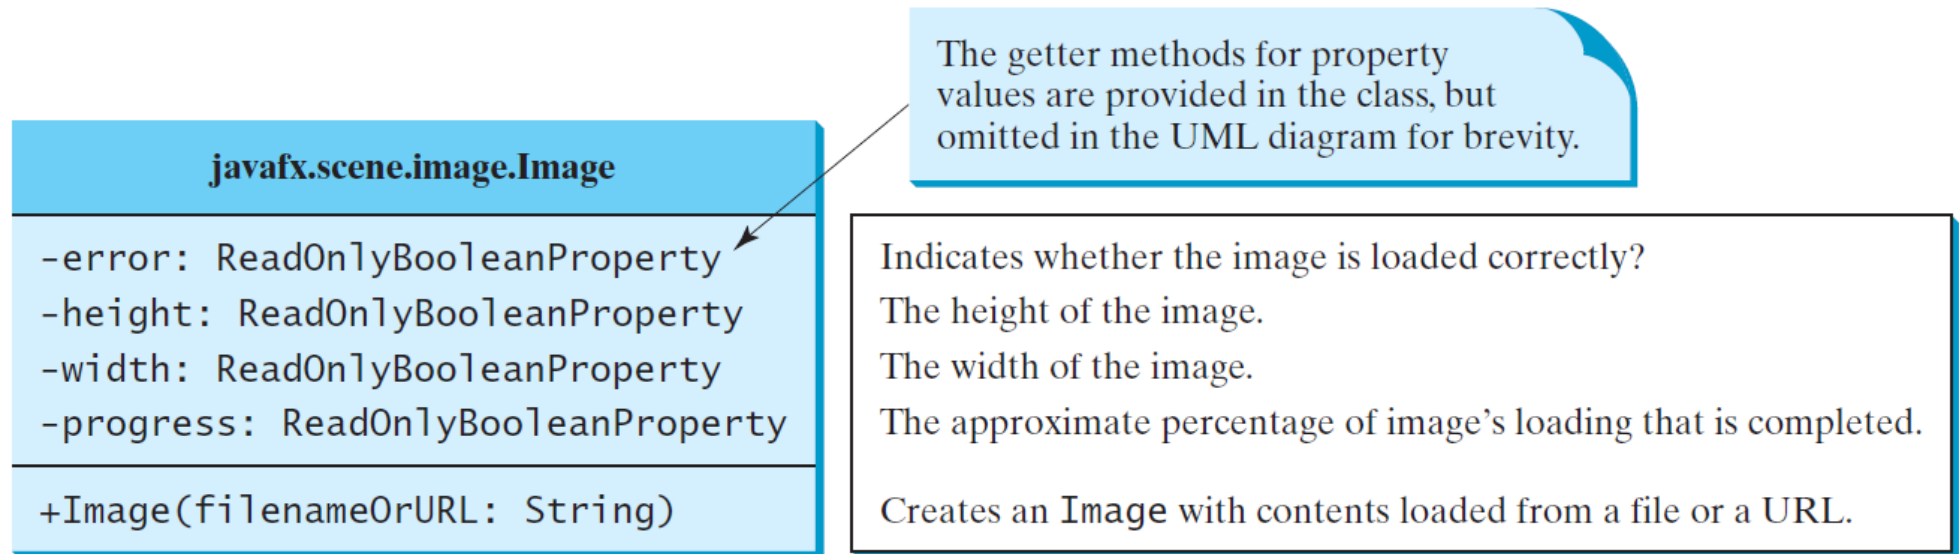 The getter methods for property
values are provided in the class, but
omitted in the UML diagram for brevity.
javafx.scene.image.Image
-error: ReadOnlyBooleanProperty
Indicates whether the image is loaded correctly?
-height: ReadOnlyBooleanProperty
The height of the image.
-width: ReadOnlyBooleanProperty
The width of the image.
-progress: ReadOnlyBooleanProperty
The approximate percentage of image's loading that is completed.
+Image(filenameOrURL: String)
Creates an Image with contents loaded from a file or a URL.